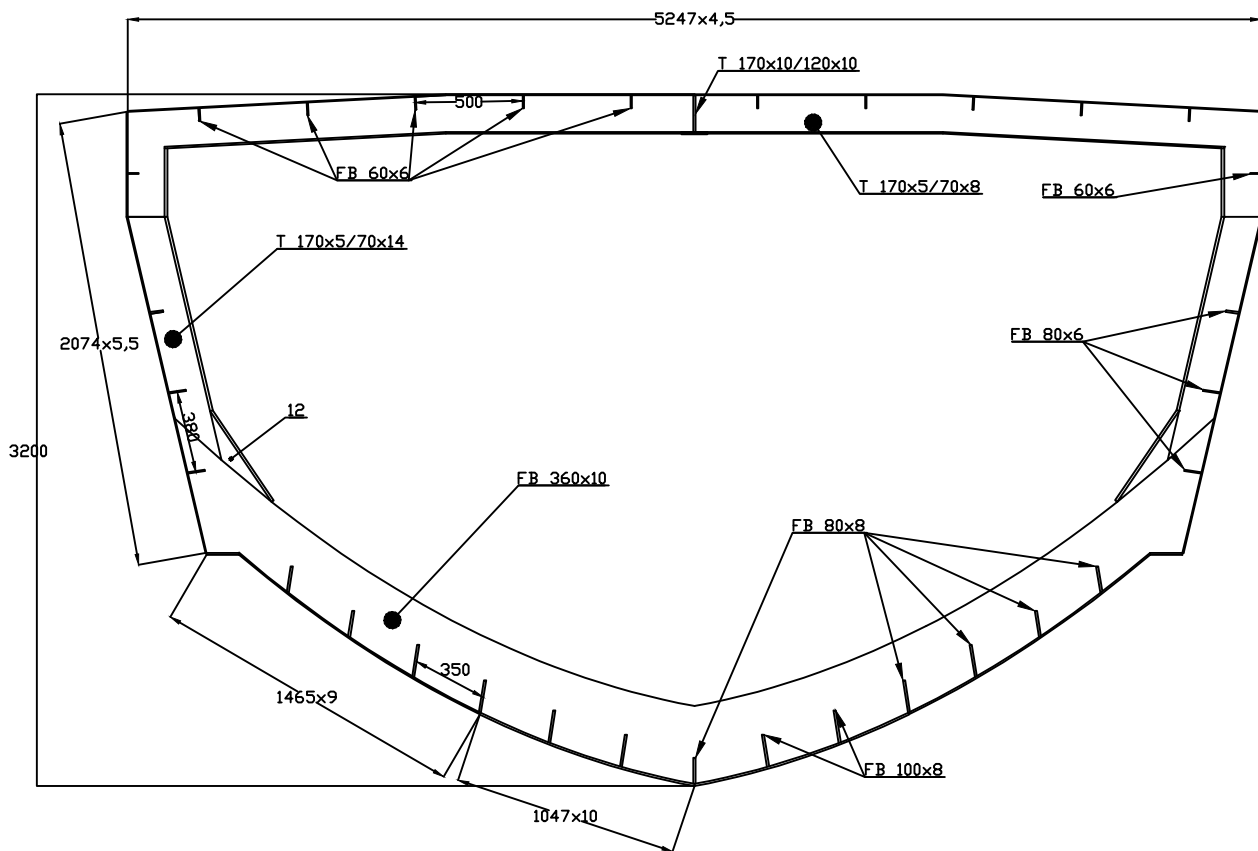 5247x4,5
T 170x10/120x10
500
FB 60x6
T 170x5/70x8
FB 60x6
T 170x5/70x14
2074x5,5
FB 80x6
12
380
3200
FB 360x10
FB 80x8
350
1465x9
FB 100x8
1047x10